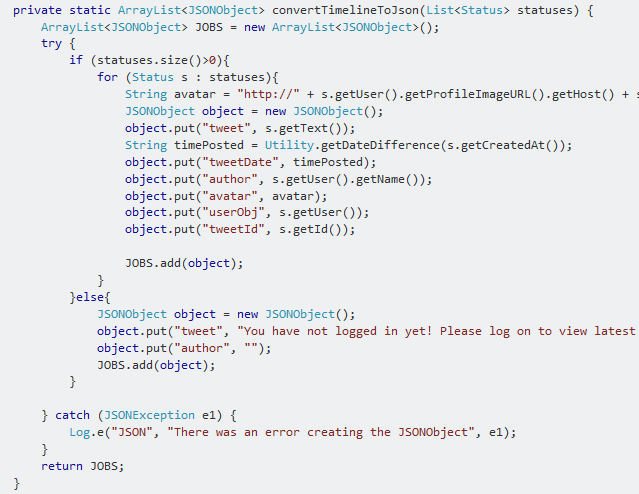 private static ArrayList<JSONObject> convertTimelineToJson(List<Status> statuses) {
ArrayList<JSONObject> JOBS = new ArrayList<JSONObject>();
try {
if (statuses.size()>0){
for (Status s : statuses){
String avatar = "http://" + s.getUser().getProfileImageURL().getHost() + s
JSONObject object = new JSONObject();
object.put("tweet", s.getText());
String timePosted = Utility.getDateDifference(s.getCreatedAt());
object.put("tweetDate", timePosted);
object.put("author", s.getUser().getName());
object.put("avatar", avatar);
object.put("userObj", s.getUser());
object.put("tweetId", s.getId());
JOBS.add(object);
}
}else{
JSONObject object = new JSONObject();
object.put("tweet", "You have not logged in yet! Please log on to view latest
object.put("author", "");
JOBS.add(object);
}
} catch (JSONException e1) {
Log.e("JSON", "There was an error creating the JSONObject", e1);
}
return JOBS;
}